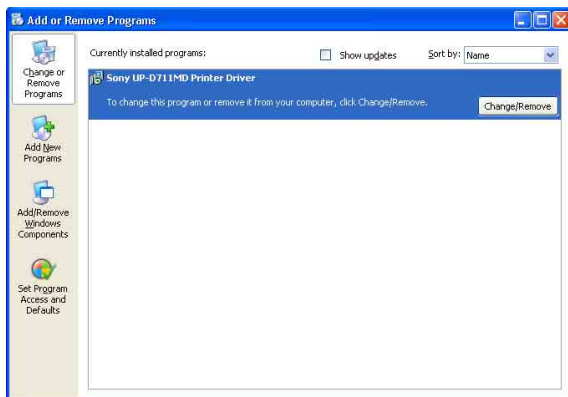 Add or Remove Programs
Change or
Remove
Programs
Currently installed programs:
Show updates
Sort by:
Name
Sony UP-D711MD Printer Driver
To change this program or remove it from your computer, click Change/Remove.
Change/Remove
Add New
Programs
Add/Remove
Windows
Components
Set Program
Access and
Defaults